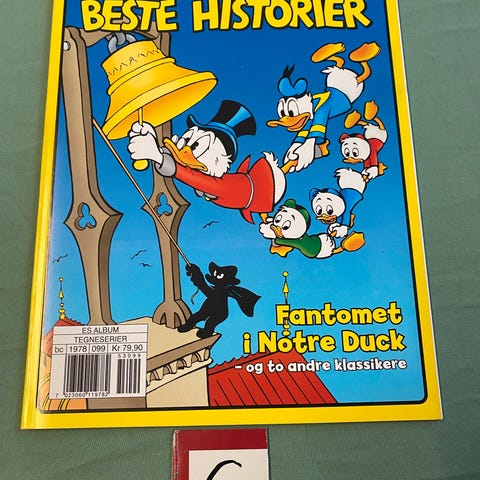 BESTE HISTORIER
Fantomet
i Nôtre Duck
- og to andre klassikere
ES ALBUM
TEGNESERIER
bc 1978 099 Kr 79,90
53099
7 023060 119782